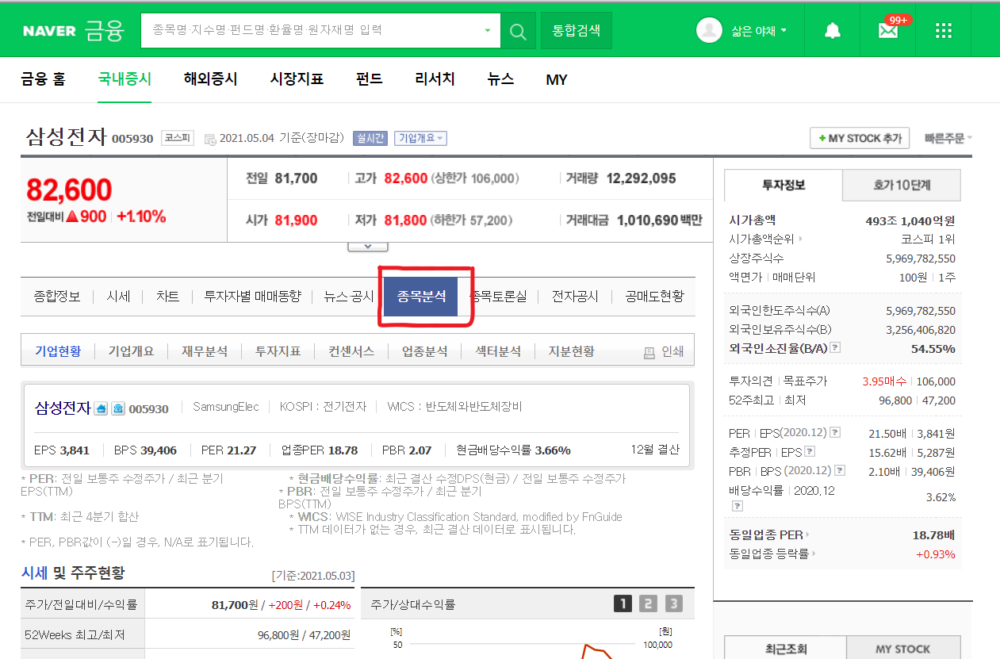 NAVER 금융 종목명·지수명·펀드명·환율명·원자재명 입력 통합검색 삶은 야채 99+
금융 홈 국내증시 해외증시 시장지표 펀드 리서치 뉴스 MY
삼성전자 005930 코스피 2021.05.04 기준(장마감) 실시간 기업개요
+ MY STOCK 추가 빠른주문
82,600
전일대비 ▲900 +1.10%
전일 81,700 고가 82,600 (상한가 106,000) 거래량 12,292,095
시가 81,900 저가 81,800 (하한가 57,200) 거래대금 1,010,690 백만
종합정보 시세 차트 투자자별 매매동향 뉴스·공시 종목분석 종목토론실 전자공시 공매도현황
기업현황 기업개요 재무분석 투자지표 컨센서스 업종분석 섹터분석 지분현황 인쇄
삼성전자 005930 SamsungElec KOSPI : 전기전자 WICS : 반도체와반도체장비
EPS 3,841 BPS 39,406 PER 21.27 업종PER 18.78 PBR 2.07 현금배당수익률 3.66% 12월 결산
* PER: 전일 보통주 수정주가 / 최근 분기
EPS(TTM)
* TTM: 최근 4분기 합산
* PER, PBR값이 (-)일 경우, N/A로 표기됩니다.
* 현금배당수익률: 최근 결산 수정DPS(현금) / 전일 보통주 수정주가
* PBR: 전일 보통주 수정주가 / 최근 분기
BPS(TTM)
* WICS: WISE Industry Classification Standard, modified by FnGuide
* TTM 데이터가 없는 경우, 최근 결산 데이터로 표시됩니다.
시세 및 주주현황 [기준:2021.05.03]
주가/전일대비/수익률 81,700원 / +200원 / +0.24%
52Weeks 최고/최저 96,800원 / 47,200원
주가/상대수익률 1 2 3
[%] [원]
50 100,000
투자정보 호가 10단계
시가총액 493조 1,040억원
시가총액순위 코스피 1위
상장주식수 5,969,782,550
액면가 매매단위 100원 1주
외국인한도주식수(A) 5,969,782,550
외국인보유주식수(B) 3,256,406,820
외국인소진율(B/A) ? 54.55%
투자의견 목표주가 3.95매수 106,000
52주최고 최저 96,800 47,200
PER EPS(2020.12) ? 21.50배 3,841원
추정PER EPS ? 15.62배 5,287원
PBR BPS (2020.12) ? 2.10배 39,406원
배당수익률 2020.12 ? 3.62%
동일업종 PER 18.78배
동일업종 등락률 +0.93%
최근조회 MY STOCK